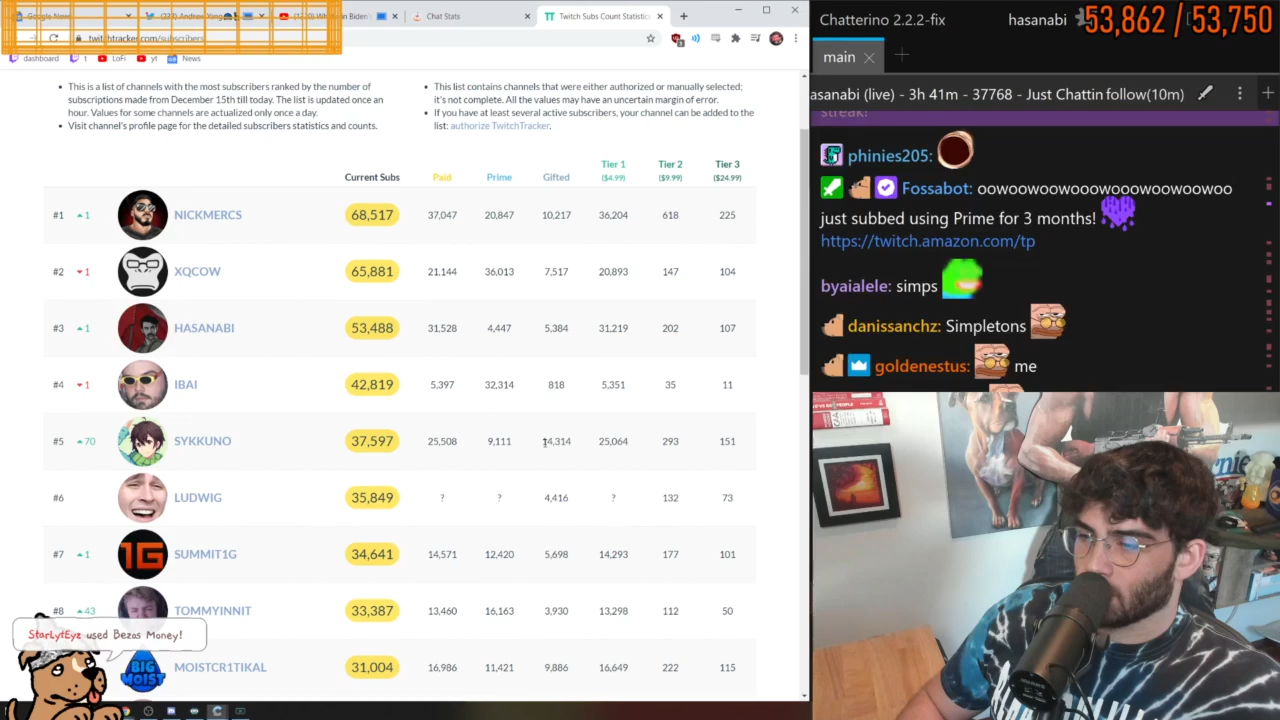 Google News
Chat Stats
Twitch Subs Count Statistics
twitchtracker.com/subscribers
dashboard
t
LoFi
yt
News
This is a list of channels with the most subscribers ranked by the number of
subscriptions made from December 15th till today. The list is updated once an
hour. Values for some channels are actualized only once a day.
Visit channel's profile page for the detailed subscribers statistics and counts.
This list contains channels that were either authorized or manually selected;
it's not complete. All the values may have an uncertain margin of error.
If you have at least several active subscribers, your channel can be added to the
list: authorize TwitchTracker.
Current Subs Paid Prime Gifted Tier 1 ($4.99) Tier 2 ($9.99) Tier 3 ($24.99)
#1 1 NICKMERCS 68,517 37,047 20,847 10,217 36,204 618 225
#2 1 XQCOW 65,881 21,144 36,013 7,517 20,893 147 104
#3 1 HASANABI 53,488 31,528 4,447 5,384 31,219 202 107
#4 1 IBAI 42,819 5,397 32,314 818 5,351 35 11
#5 70 SYKKUNO 37,597 25,508 9,111 14,314 25,064 293 151
#6 LUDWIG 35,849 ? ? 4,416 ? 132 73
#7 1 SUMMIT1G 34,641 14,571 12,420 5,698 14,293 177 101
#8 43 TOMMYINNIT 33,387 13,460 16,163 3,930 13,298 112 50
BIG MOIST MOISTCR1TIKAL 31,004 16,986 11,421 9,886 16,649 222 115
StarLytEyz used Bezos Money!
Chatterino 2.2.2-fix
hasanabi
53,862 / 53,750
main
asanabi (live) - 3h 41m - 37768 - Just Chattin follow(10m)
streak!
phinies205:
Fossabot: oowoowoowooowooowoowoowoo
just subbed using Prime for 3 months!
https://twitch.amazon.com/tp
byaialele: simps
danissanchz: Simpletons
goldenestus: me